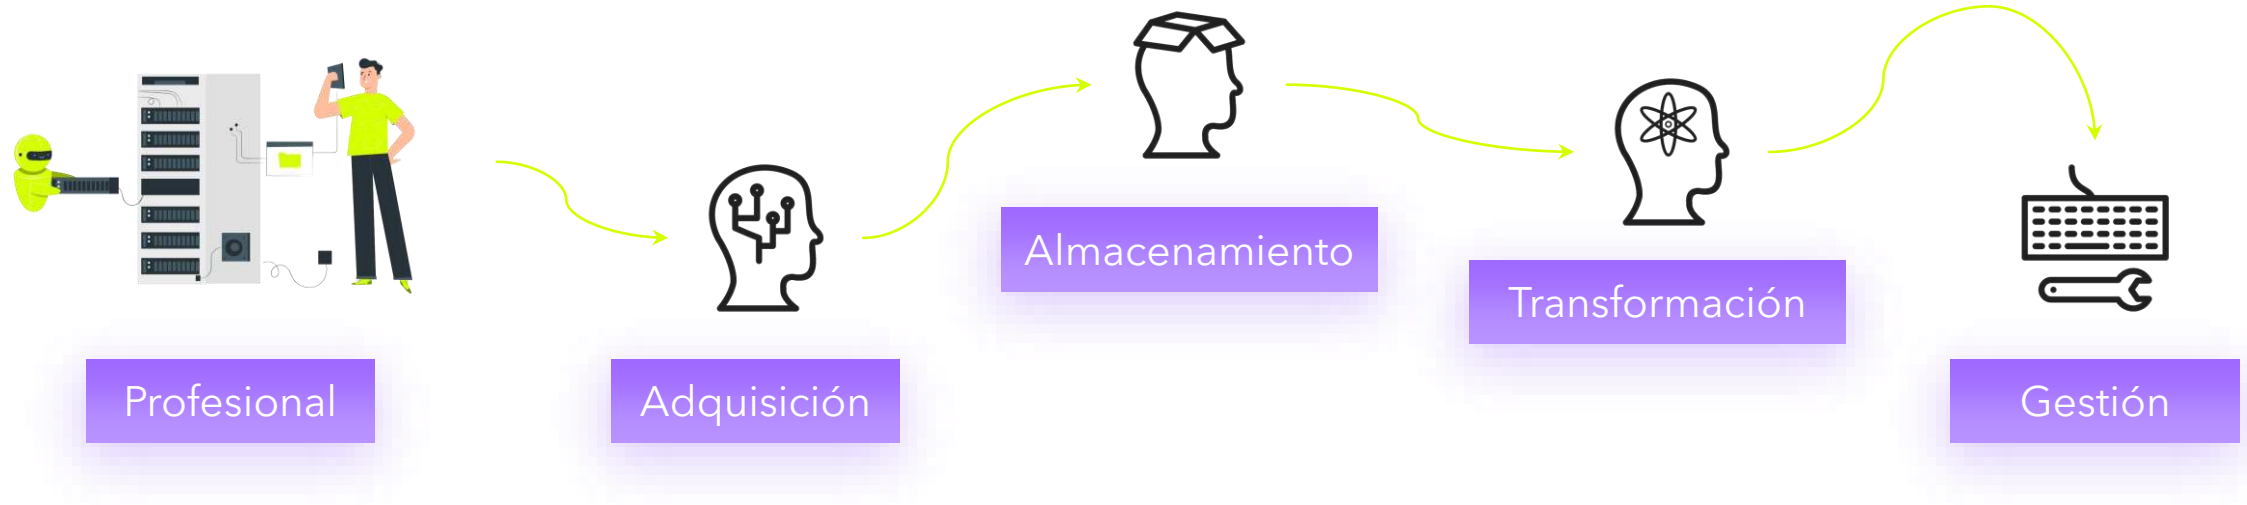 Profesional
Adquisición
Almacenamiento
Transformación
Gestión